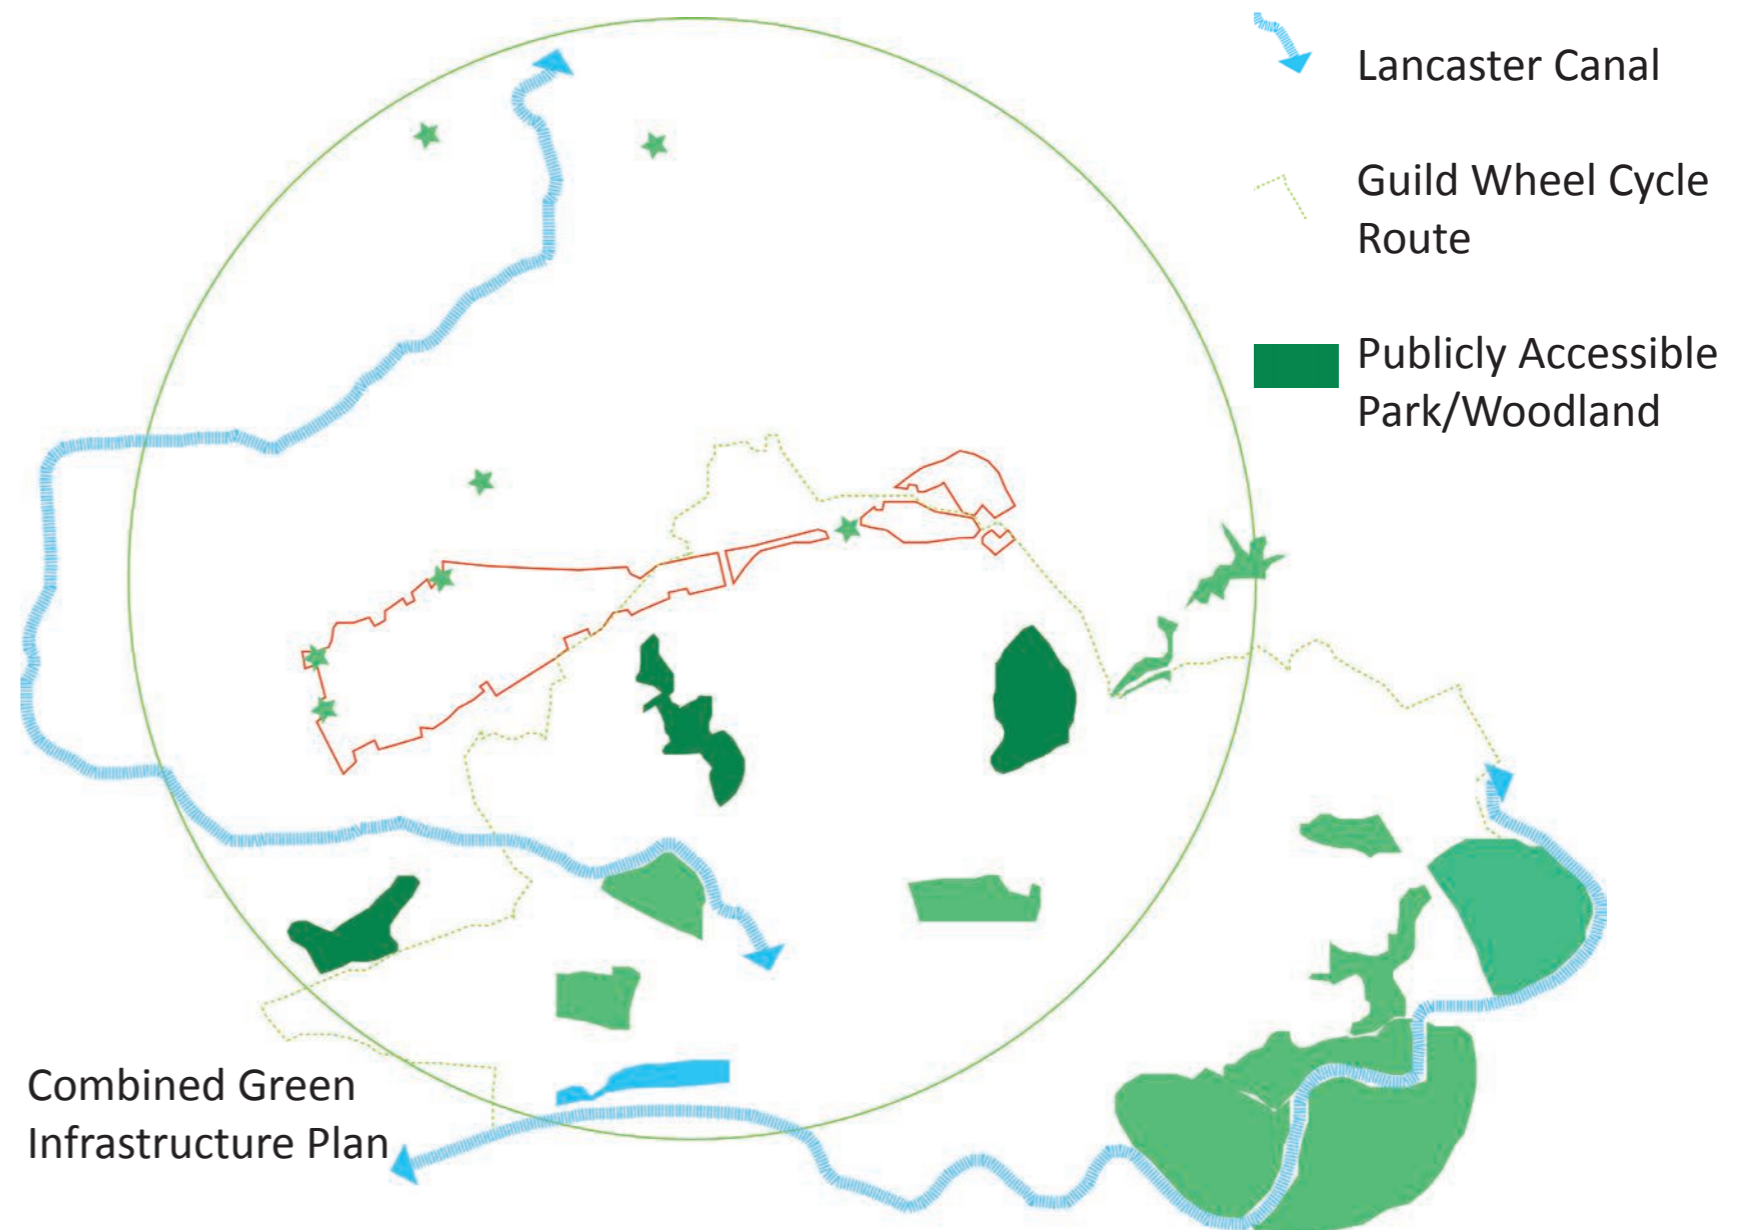 Lancaster Canal
Guild Wheel Cycle
Route
Publicly Accessible
Park/Woodland
Combined Green
Infrastructure Plan